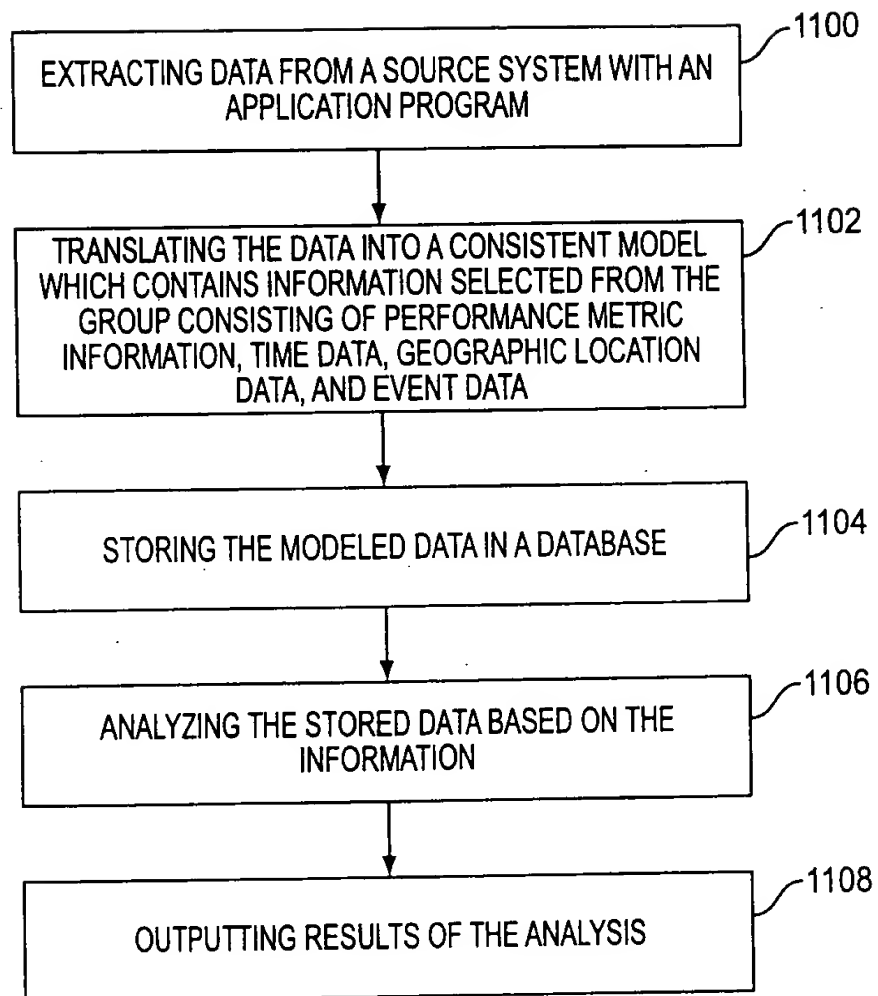 1100
EXTRACTING DATA FROM A SOURCE SYSTEM WITH AN
APPLICATION PROGRAM
1102
TRANSLATING THE DATA INTO A CONSISTENT MODEL
WHICH CONTAINS INFORMATION SELECTED FROM THE
GROUP CONSISTING OF PERFORMANCE METRIC
INFORMATION, TIME DATA, GEOGRAPHIC LOCATION
DATA, AND EVENT DATA
1104
STORING THE MODELED DATA IN A DATABASE
1106
ANALYZING THE STORED DATA BASED ON THE
INFORMATION
1108
OUTPUTTING RESULTS OF THE ANALYSIS